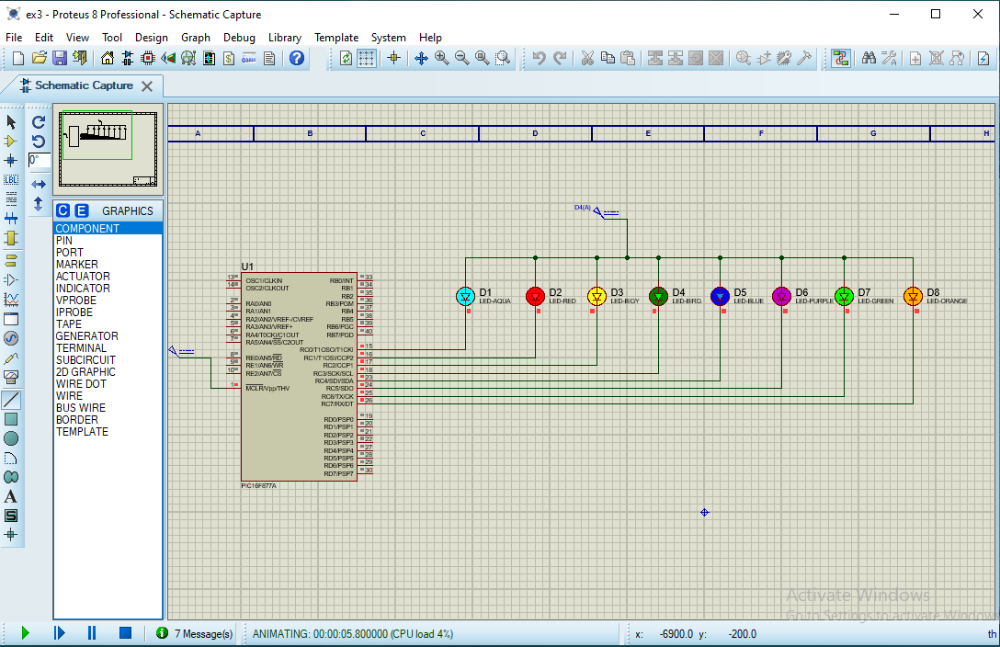 ex3 - Proteus 8 Professional - Schematic Capture
File Edit View Tool Design Graph Debug Library Template System Help
Schematic Capture
0°
LBL
C E GRAPHICS
COMPONENT
PIN
PORT
MARKER
ACTUATOR
INDICATOR
VPROBE
IPROBE
TAPE
GENERATOR
TERMINAL
SUBCIRCUIT
2D GRAPHIC
WIRE DOT
WIRE
BUS WIRE
BORDER
TEMPLATE
A
S
A B C D E F G H
D4(A)
U1
13 OSC1/CLKIN RB0/INT 33
14 OSC2/CLKOUT RB1 34
RB2 35
2 RA0/AN0 RB3/PGM 36
3 RA1/AN1 RB4 37
4 RA2/AN2/VREF-/CVREF RB5 38
5 RA3/AN3/VREF+ RB6/PGC 39
6 RA4/T0CKI/C1OUT RB7/PGD 40
7 RA5/AN4/SS/C2OUT
RC0/T1OSO/T1CKI 15
8 RE0/AN5/RD RC1/T1OSI/CCP2 16
9 RE1/AN6/WR RC2/CCP1 17
10 RE2/AN7/CS RC3/SCK/SCL 18
RC4/SDI/SDA 23
1 MCLR/Vpp/THV RC5/SDO 24
RC6/TX/CK 25
RC7/RX/DT 26
RD0/PSP0 19
RD1/PSP1 20
RD2/PSP2 21
RD3/PSP3 22
RD4/PSP4 27
RD5/PSP5 28
RD6/PSP6 29
RD7/PSP7 30
PIC16F877A
D1 D2 D3 D4 D5 D6 D7 D8
LED-AQUA LED-RED LED-BIGY LED-BIRG LED-BLUE LED-PURPLE LED-GREEN LED-ORANGE
Activate Windows
Go to Settings to activate Windows
7 Message(s) ANIMATING: 00:00:05.800000 (CPU load 4%) x: -6900.0 y: -200.0 th